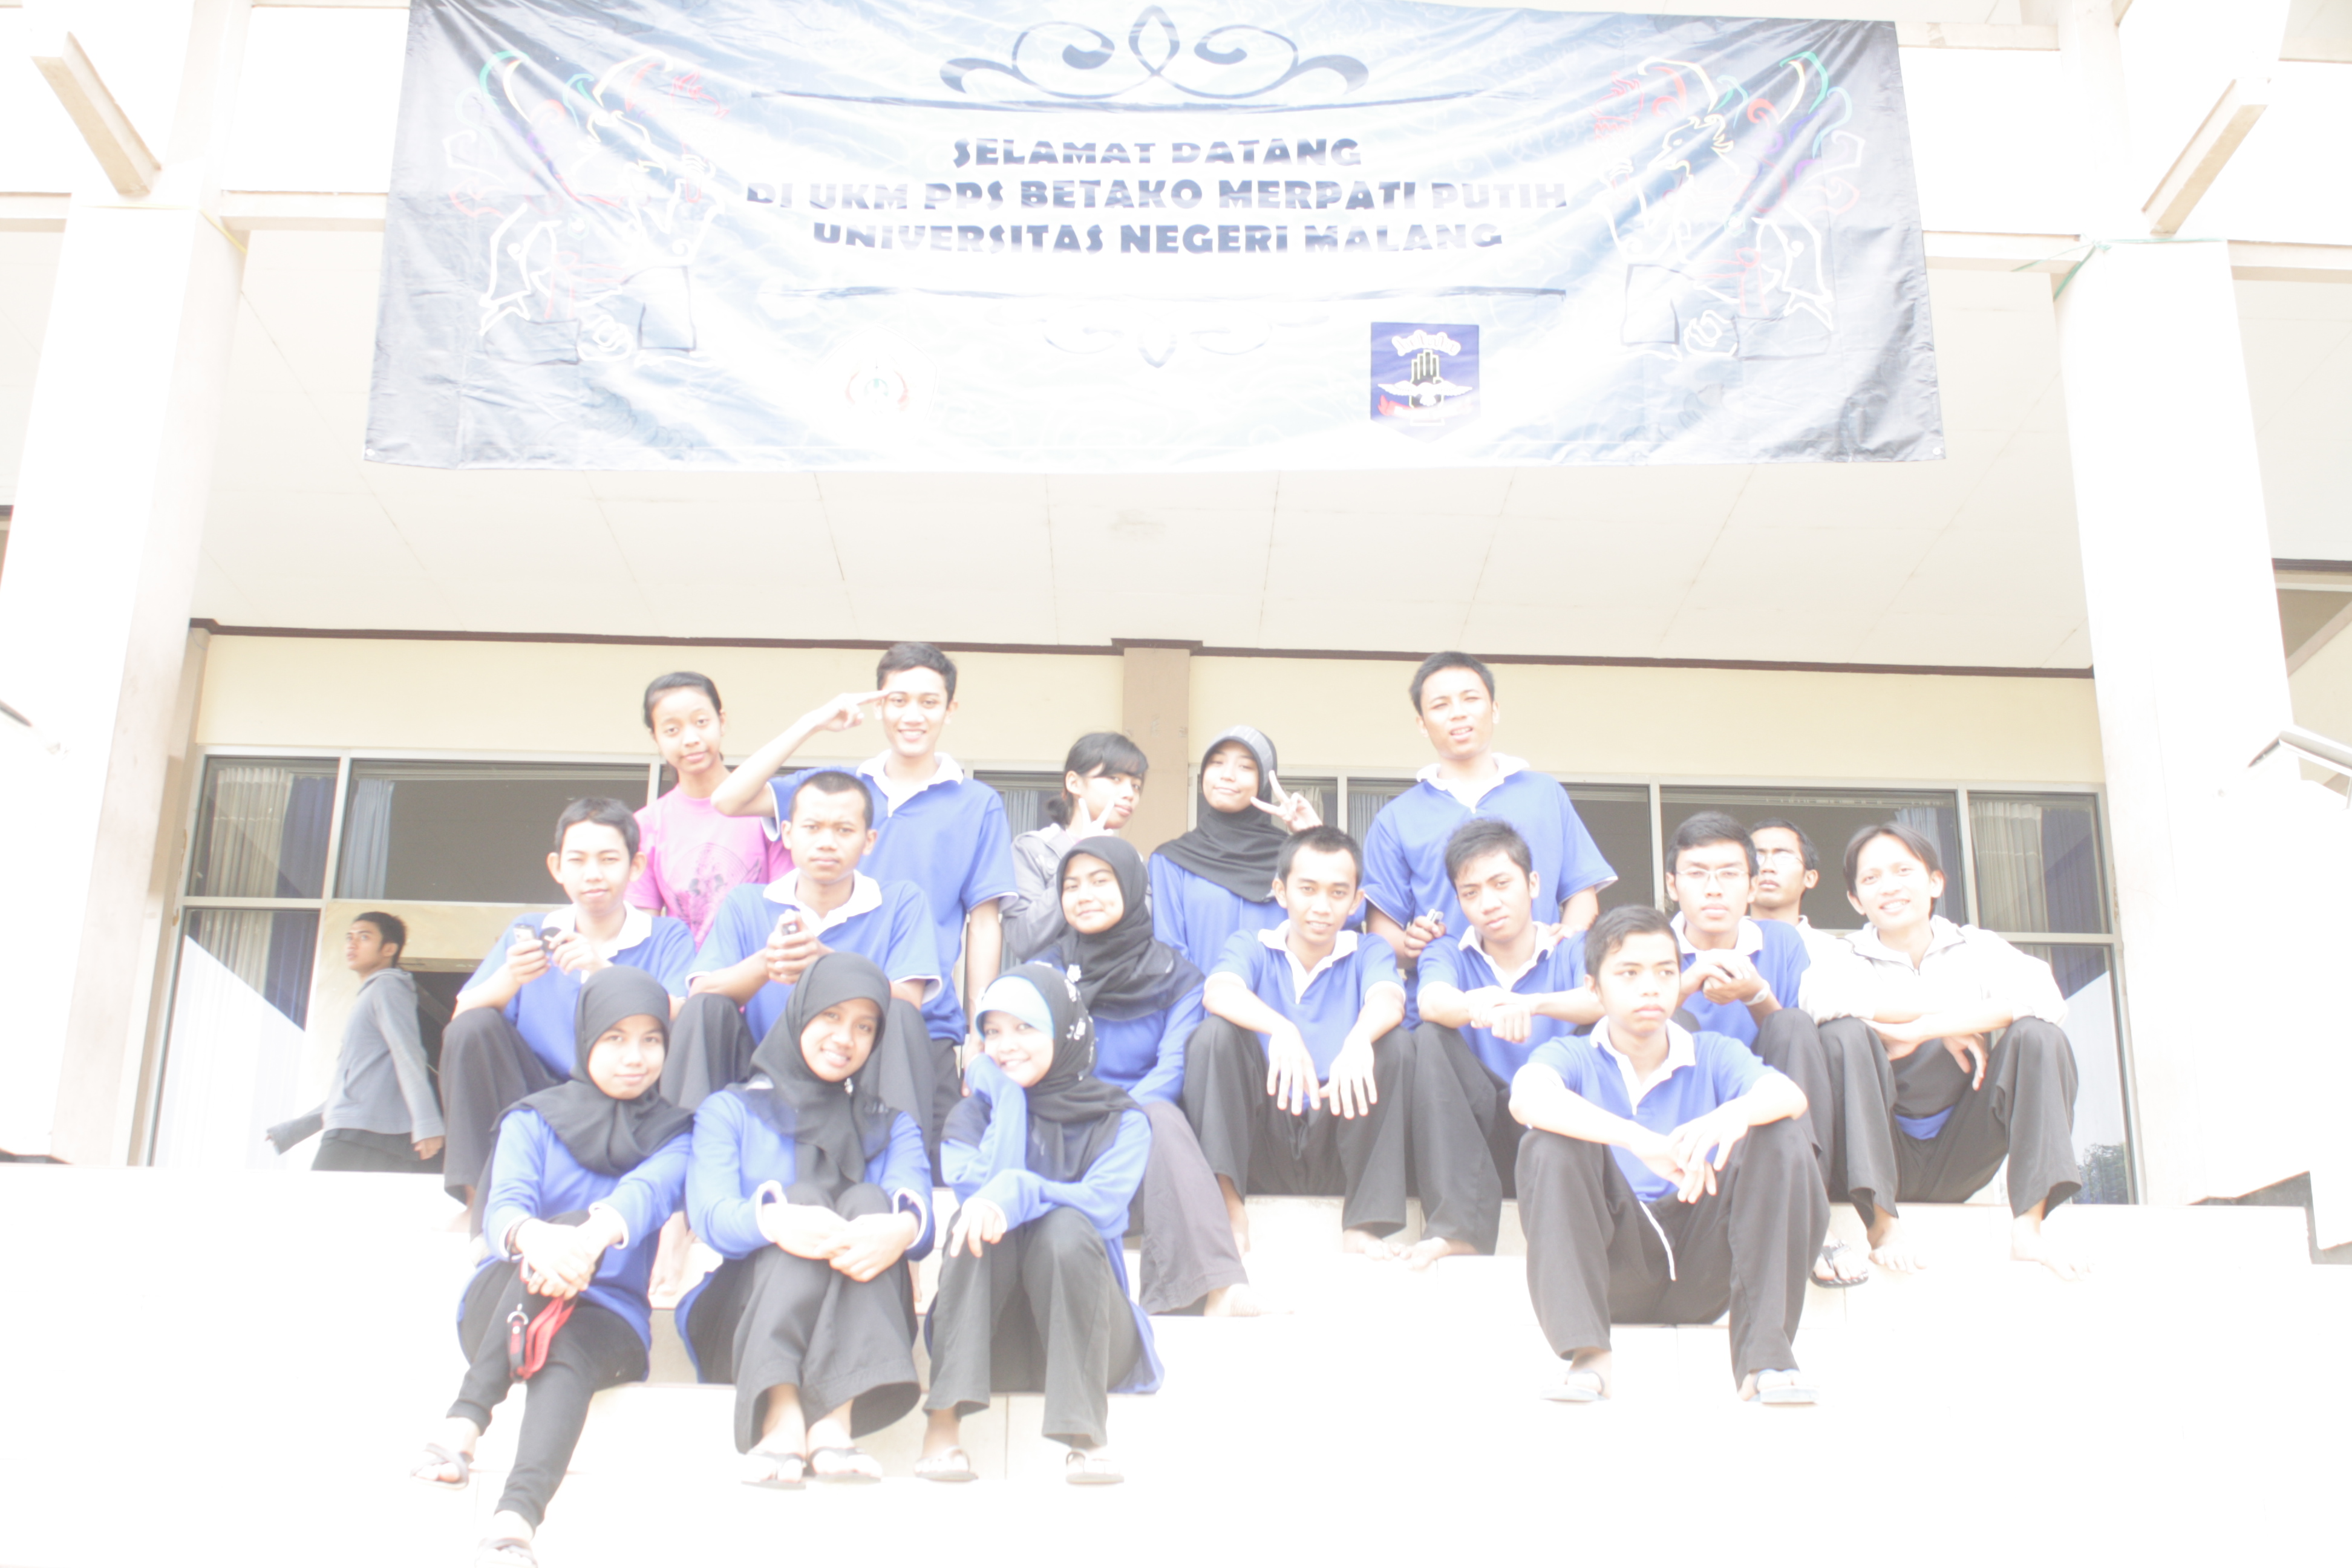 SELAMAT DATANG
DI UKM PPS BETAKO MERPATI PUTIH
UNIVERSITAS NEGERI MALANG